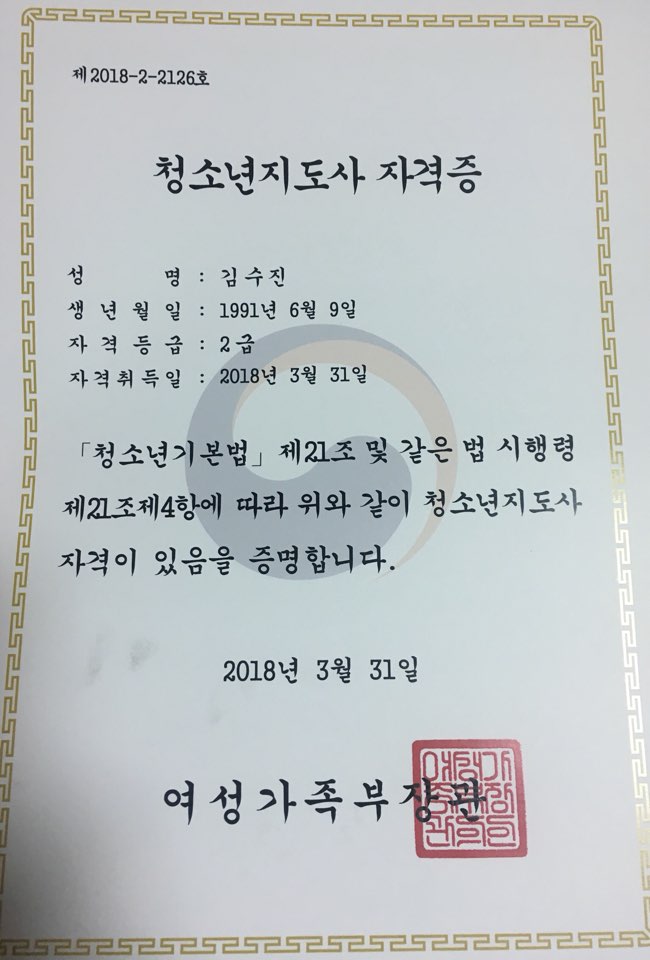 제2018-2-2126호
청소년지도사 자격증
성 명 : 김수진
생 년 월 일 : 1991년 6월 9일
자 격 등 급 : 2급
자격취득일 : 2018년 3월 31일
「청소년기본법」 제21조 및 같은 법 시행령
제21조제4항에 따라 위와 같이 청소년지도사
자격이 있음을 증명합니다.
2018년 3월 31일
여성가족부장관